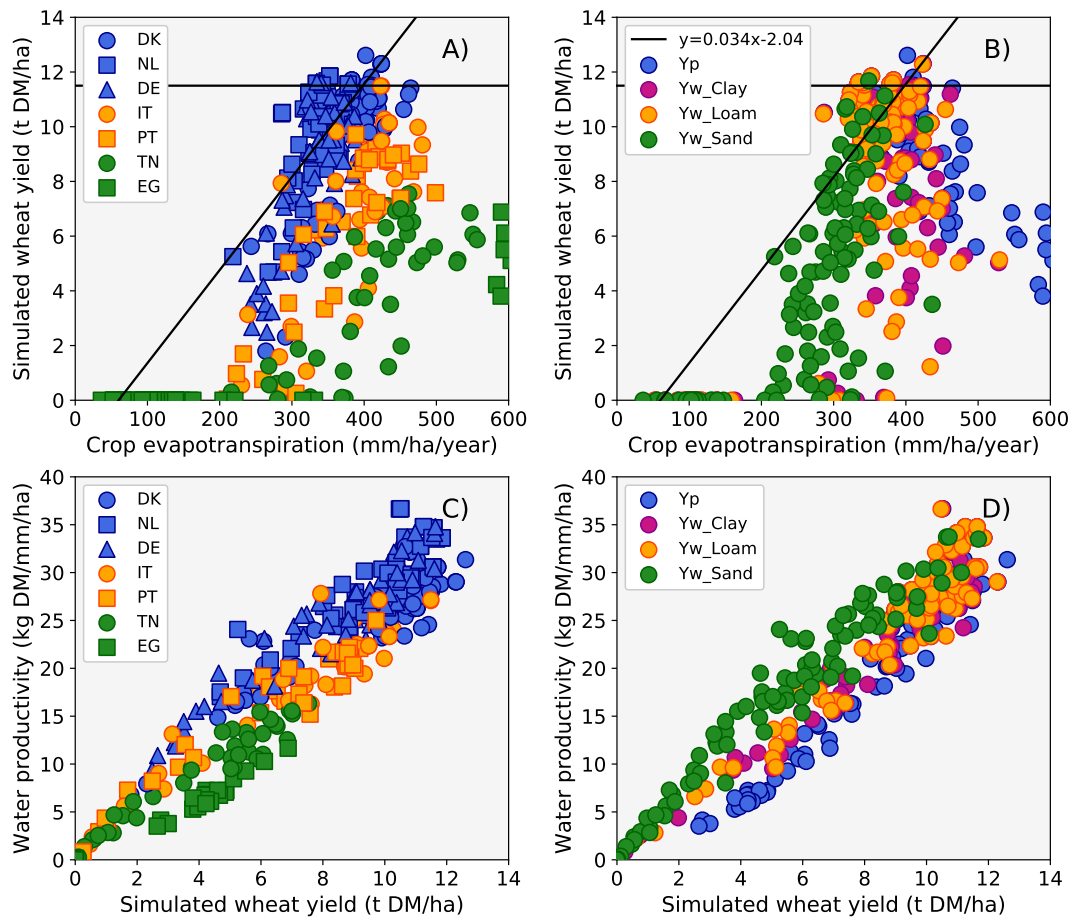 Simulated wheat yield (t DM/ha)
14
12
10
8
6
4
2
0
DK
NL
DE
IT
PT
TN
EG
A)
0 100 200 300 400 500 600
Crop evapotranspiration (mm/ha/year)
Simulated wheat yield (t DM/ha)
14
12
10
8
6
4
2
0
y=0.034x-2.04
Yp
Yw_Clay
Yw_Loam
Yw_Sand
B)
0 100 200 300 400 500 600
Crop evapotranspiration (mm/ha/year)
Water productivity (kg DM/mm/ha)
40
35
30
25
20
15
10
5
0
DK
NL
DE
IT
PT
TN
EG
C)
0 2 4 6 8 10 12 14
Simulated wheat yield (t DM/ha)
Water productivity (kg DM/mm/ha)
40
35
30
25
20
15
10
5
0
Yp
Yw_Clay
Yw_Loam
Yw_Sand
D)
0 2 4 6 8 10 12 14
Simulated wheat yield (t DM/ha)